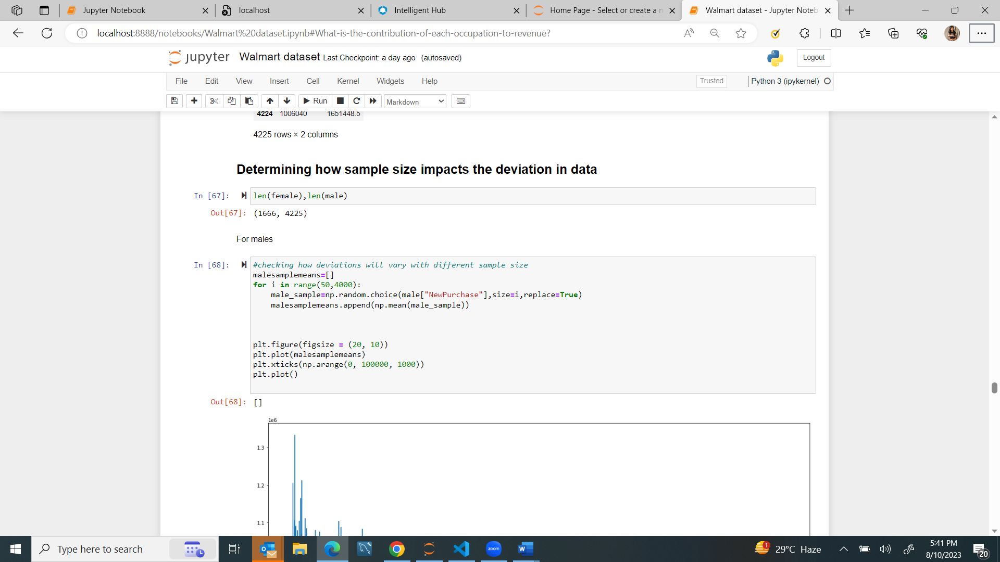 Jupyter Notebook
localhost
Intelligent Hub
Home Page - Select or create a n
Walmart dataset - Jupyter Noteb
localhost:8888/notebooks/Walmart%20dataset.ipynb#What-is-the-contribution-of-each-occupation-to-revenue?
jupyter Walmart dataset Last Checkpoint: a day ago (autosaved)
Logout
File Edit View Insert Cell Kernel Widgets Help
Trusted
Python 3 (ipykernel)
Run
Markdown
4224 1006040 1651448.5
4225 rows × 2 columns
Determining how sample size impacts the deviation in data
In [67]: len(female),len(male)
Out[67]: (1666, 4225)
For males
In [68]: #checking how deviations will vary with different sample size
malesamplemeans=[]
for i in range(50,4000):
    male_sample=np.random.choice(male["NewPurchase"],size=i,replace=True)
    malesamplemeans.append(np.mean(male_sample))
plt.figure(figsize = (20, 10))
plt.plot(malesamplemeans)
plt.xticks(np.arange(0, 100000, 1000))
plt.plot()
Out[68]: []
1e6
1.3
1.2
1.1
Type here to search
zoom
1
29°C Haze
5:41 PM
8/10/2023
20